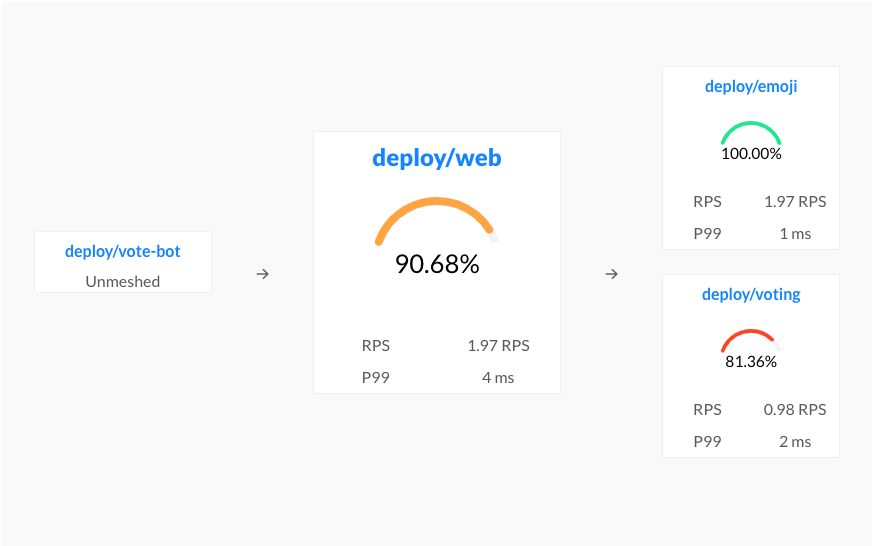 deploy/vote-bot
Unmeshed
→
deploy/web
90.68%
RPS 1.97 RPS
P99 4 ms
→
deploy/emoji
100.00%
RPS 1.97 RPS
P99 1 ms
deploy/voting
81.36%
RPS 0.98 RPS
P99 2 ms